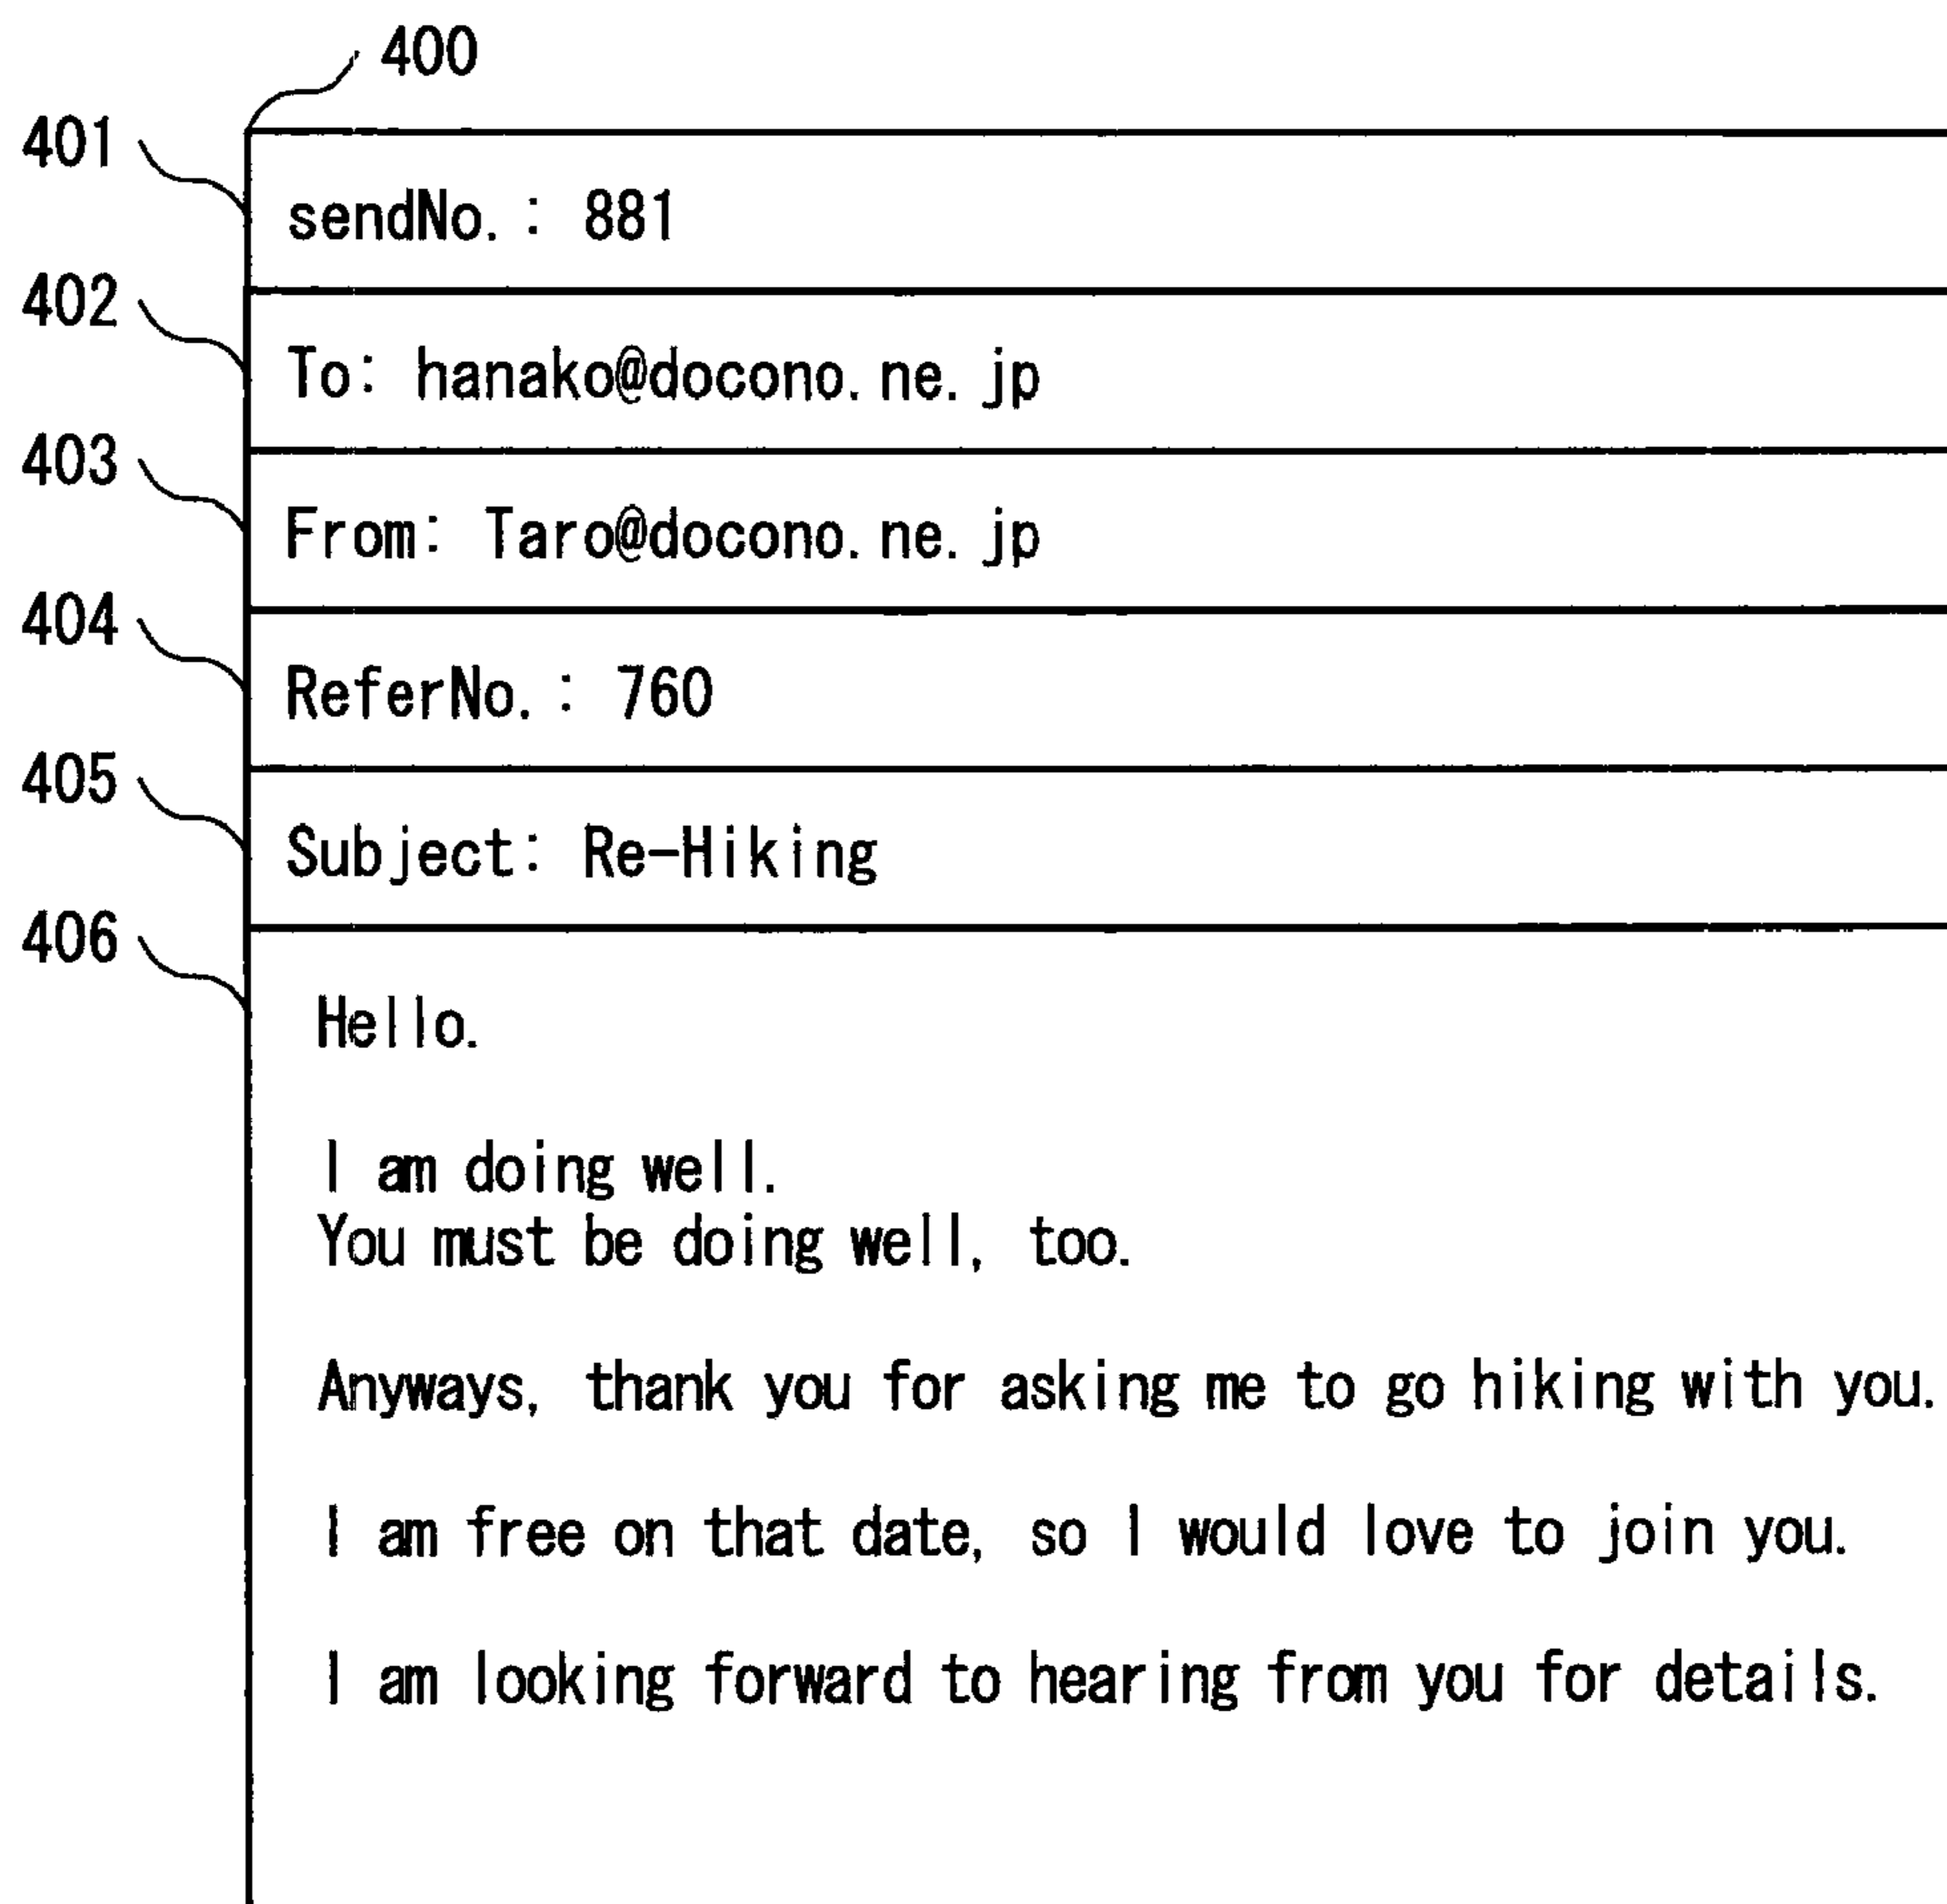 400
401
sendNo.: 881
402
To: hanako@docono.ne.jp
403
From: Taro@docono.ne.jp
404
ReferNo.: 760
405
Subject: Re-Hiking
406
Hello.
I am doing well.
You must be doing well, too.
Anyways, thank you for asking me to go hiking with you.
I am free on that date, so I would love to join you.
I am looking forward to hearing from you for details.